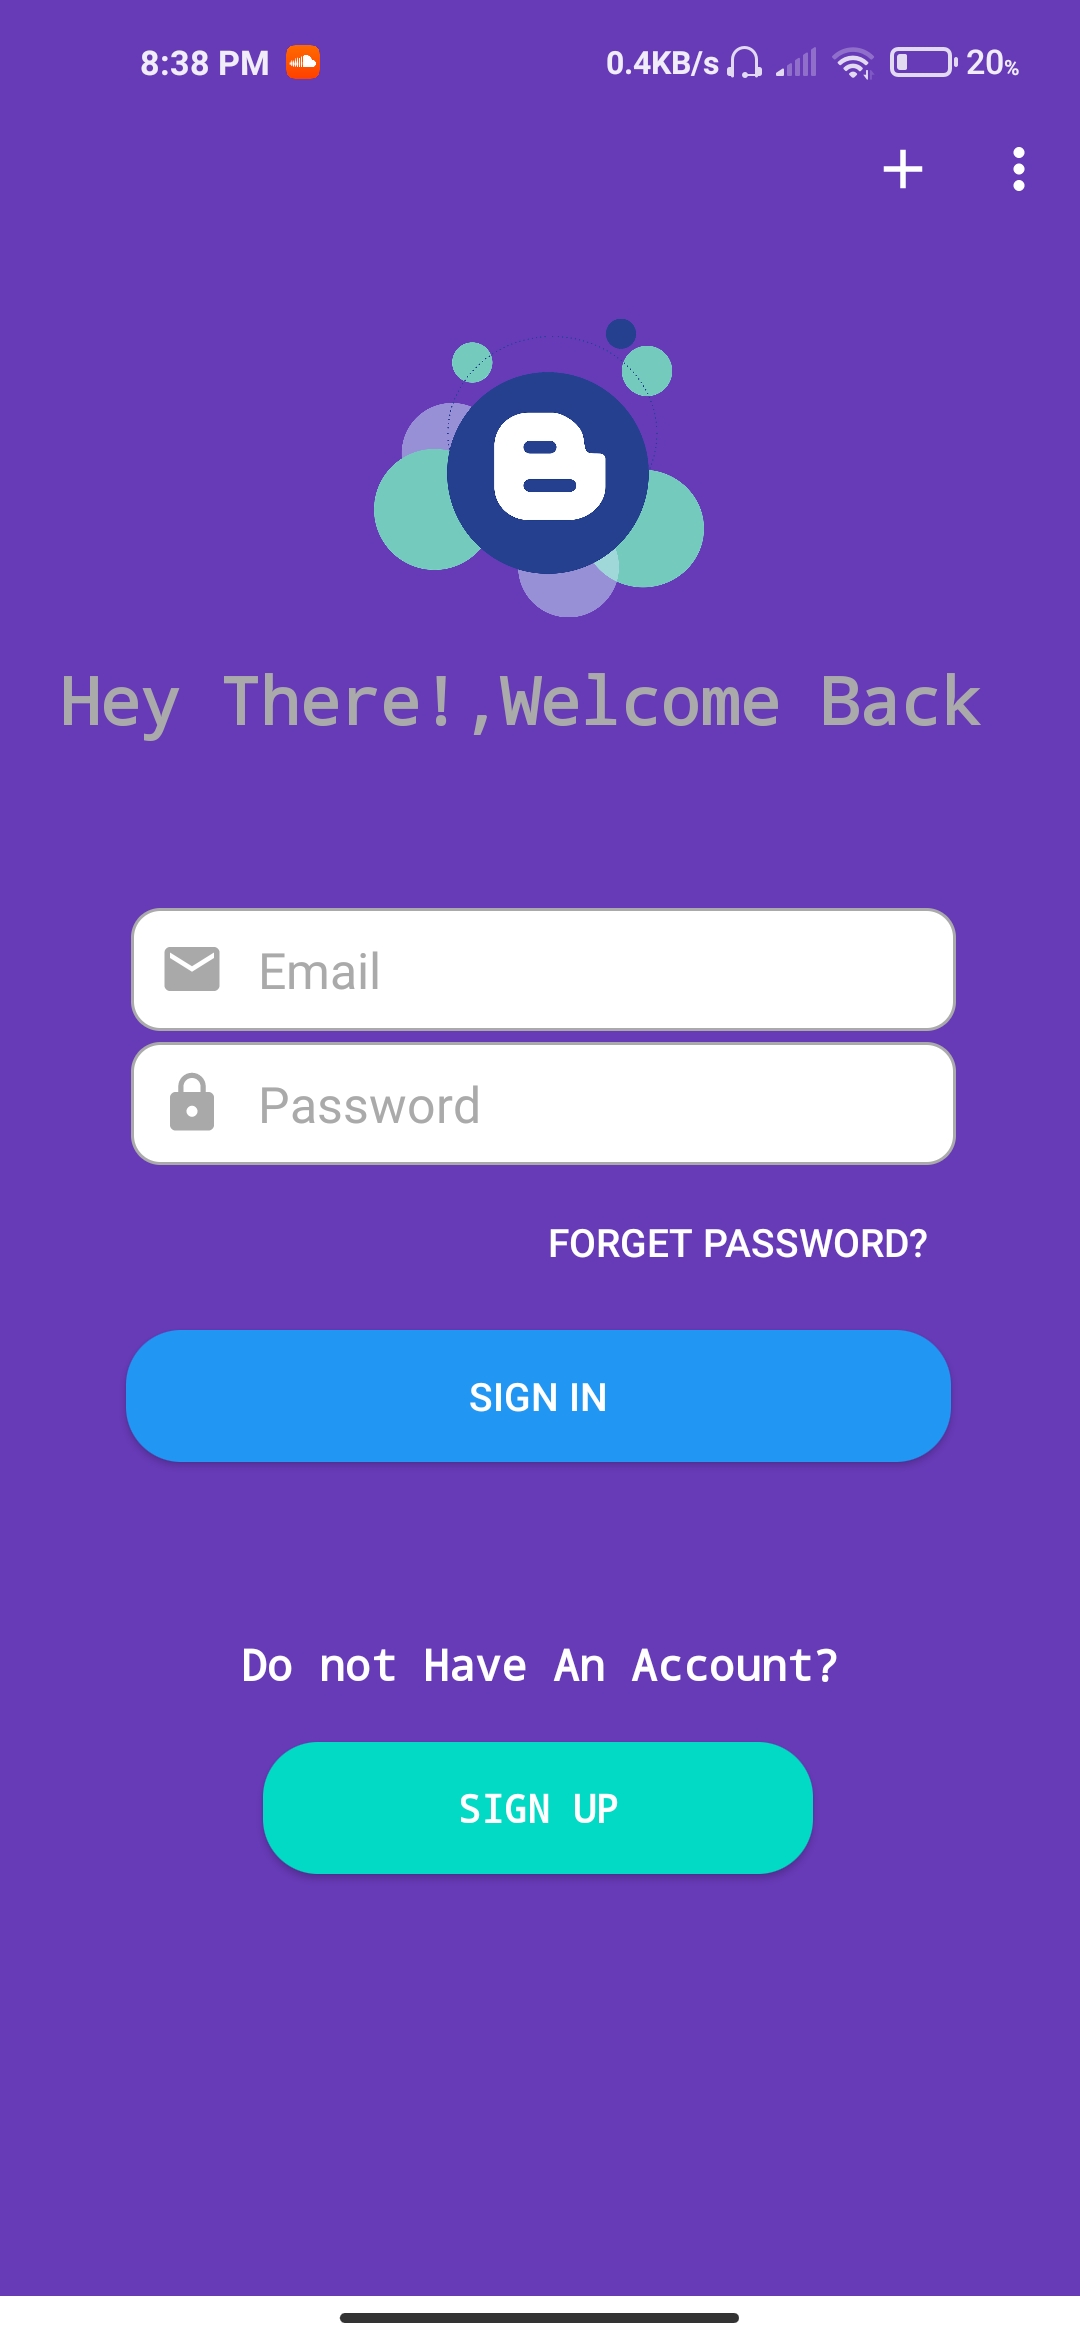 8:38 PM 0.4KB/s 20%
Hey There!,Welcome Back
Email
Password
FORGET PASSWORD?
SIGN IN
Do not Have An Account?
SIGN UP